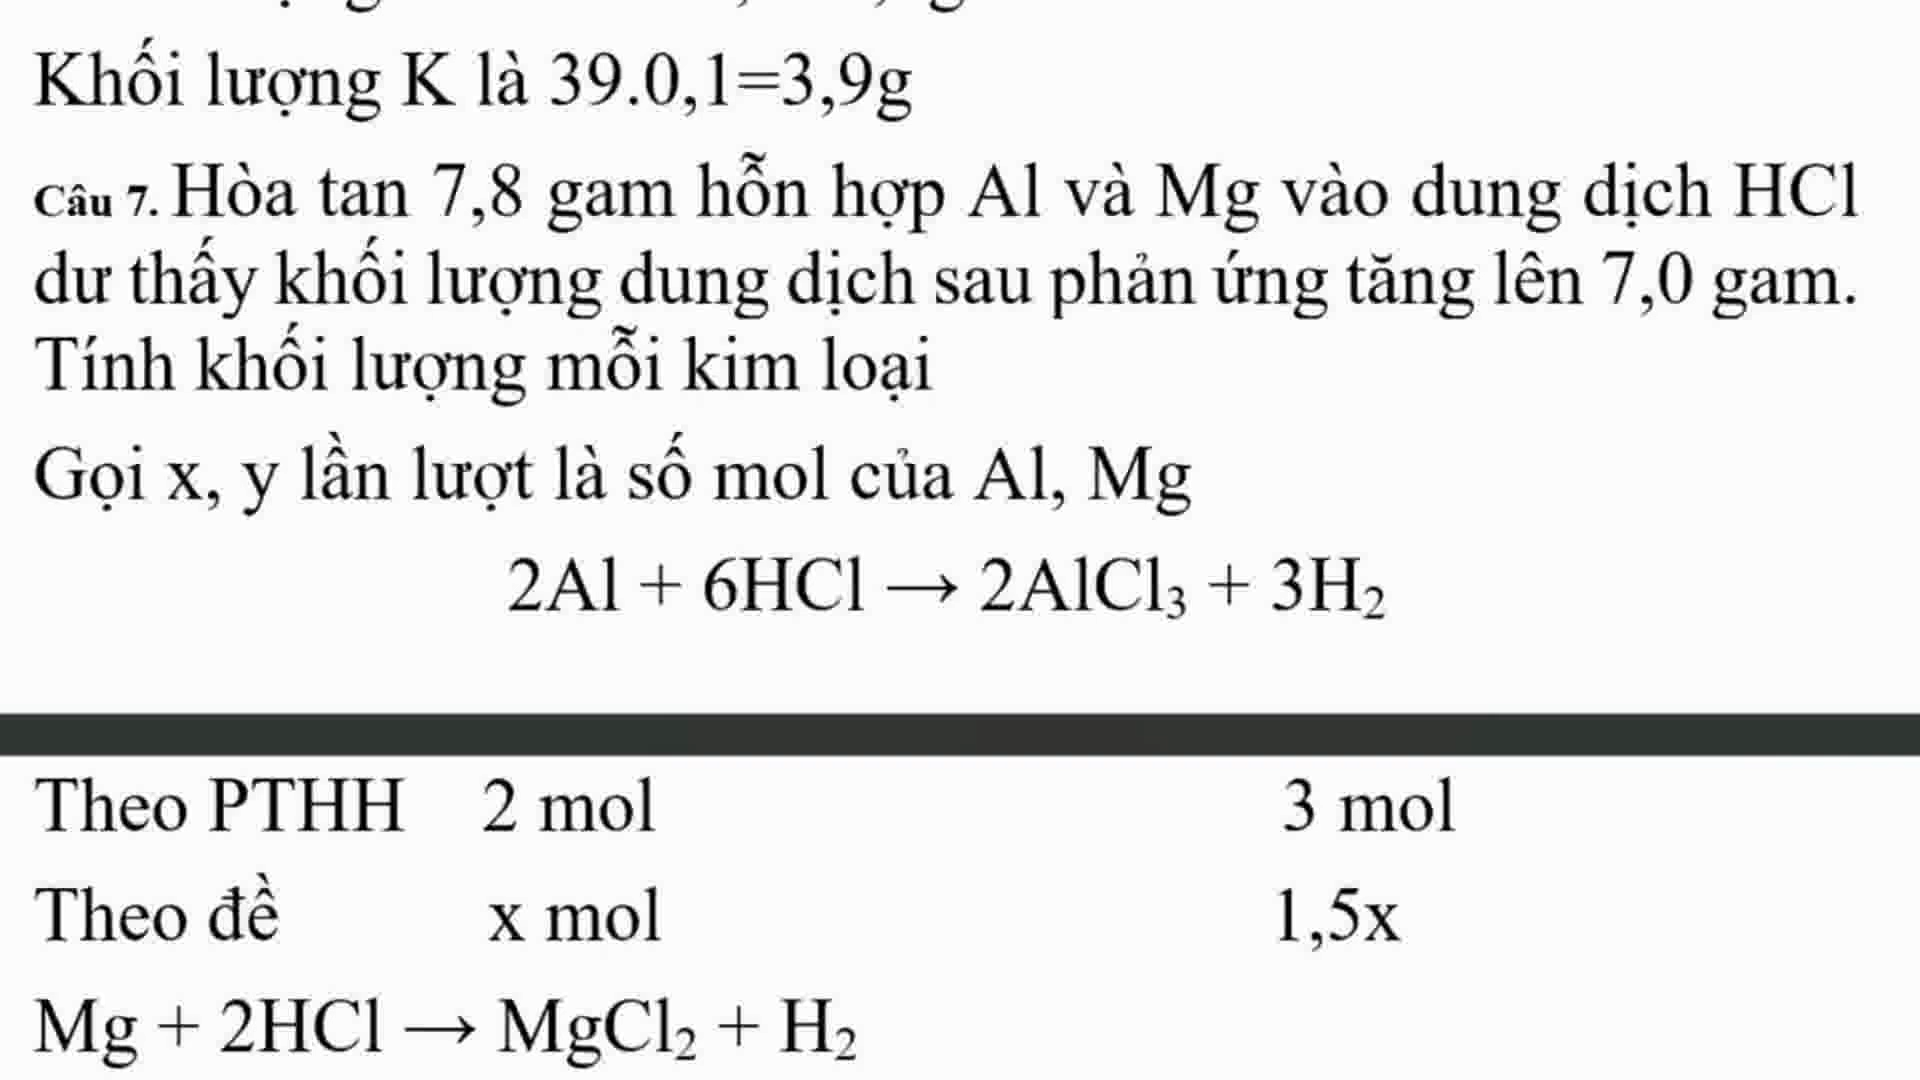 Khối lượng K là 39.0,1=3,9g
Câu 7. Hòa tan 7,8 gam hỗn hợp Al và Mg vào dung dịch HCl
dư thấy khối lượng dung dịch sau phản ứng tăng lên 7,0 gam.
Tính khối lượng mỗi kim loại
Gọi x, y lần lượt là số mol của Al, Mg
2Al + 6HCl → 2AlCl₃ + 3H₂
Theo PTHH 2 mol 3 mol
Theo đề x mol 1,5x
Mg + 2HCl → MgCl₂ + H₂